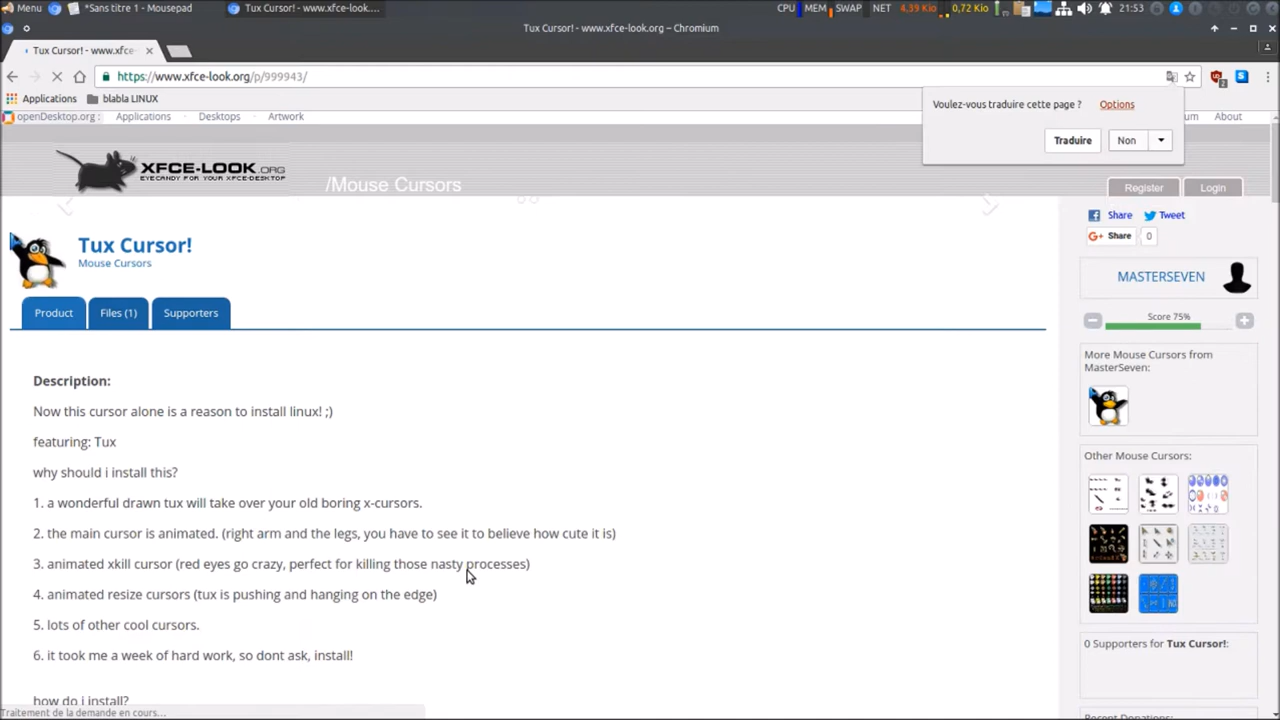 Menu
*Sans titre 1 - Mousepad
Tux Cursor! - www.xfce-look....
CPU MEM SWAP NET 4,39 Kio 0,72 Kio 21:53
Tux Cursor! - www.xfce-look.org – Chromium
Tux Cursor! - www.xfce-
https://www.xfce-look.org/p/999943/
Applications
blabla LINUX
Voulez-vous traduire cette page ?
Options
Traduire
Non
openDesktop.org :
Applications
Desktops
Artwork
About
XFCE-LOOK.ORG
EYECANDY FOR YOUR XFCE-DESKTOP
/Mouse Cursors
Register
Login
Tux Cursor!
Mouse Cursors
Product
Files (1)
Supporters
Share
Tweet
Share
0
MASTERSEVEN
Score 75%
More Mouse Cursors from
MasterSeven:
Other Mouse Cursors:
0 Supporters for Tux Cursor!:
Recent Donations:
Description:
Now this cursor alone is a reason to install linux! ;)
featuring: Tux
why should i install this?
1. a wonderful drawn tux will take over your old boring x-cursors.
2. the main cursor is animated. (right arm and the legs, you have to see it to believe how cute it is)
3. animated xkill cursor (red eyes go crazy, perfect for killing those nasty processes)
4. animated resize cursors (tux is pushing and hanging on the edge)
5. lots of other cool cursors.
6. it took me a week of hard work, so dont ask, install!
how do i install?
Traitement de la demande en cours...